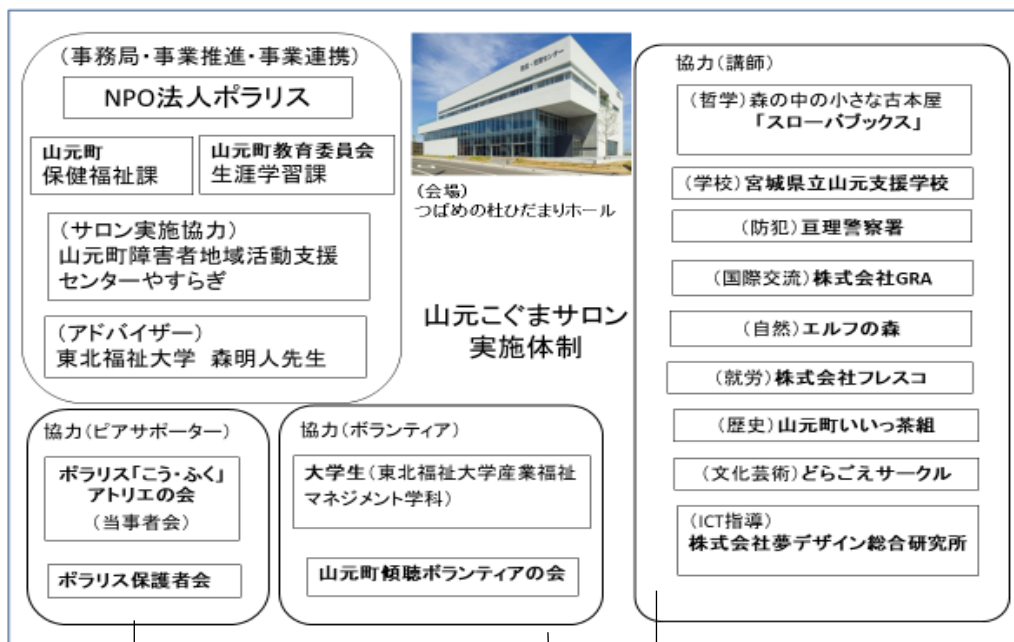 (事務局・事業推進・事業連携)
NPO法人ポラリス
山元町
保健福祉課
山元町教育委員会
生涯学習課
(サロン実施協力)
山元町障害者地域活動支援
センターやすらぎ
(アドバイザー)
東北福祉大学 森明人先生
(会場)
つばめの杜ひだまりホール
山元こぐまサロン
実施体制
協力(ピアサポーター)
ポラリス「こう・ふく」
アトリエの会
(当事者会)
ポラリス保護者会
協力(ボランティア)
大学生(東北福祉大学産業福祉
マネジメント学科)
山元町傾聴ボランティアの会
協力(講師)
(哲学)森の中の小さな古本屋
「スローバブックス」
(学校)宮城県立山元支援学校
(防犯)亘理警察署
(国際交流)株式会社GRA
(自然)エルフの森
(就労)株式会社フレスコ
(歴史)山元町いいっ茶組
(文化芸術)どらごえサークル
(ICT指導)
株式会社夢デザイン総合研究所